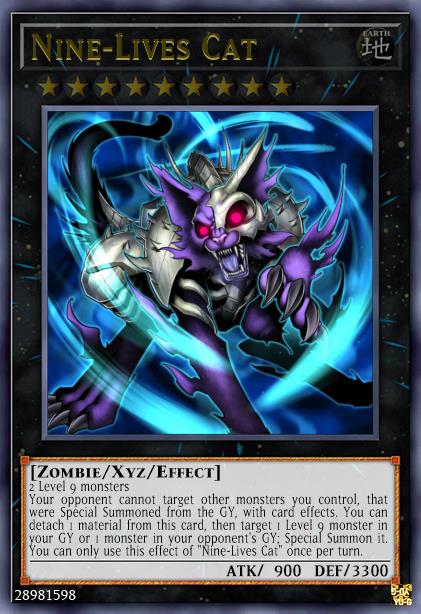 Nine-Lives Cat
EARTH
地
[Zombie/Xyz/Effect]
2 Level 9 monsters
Your opponent cannot target other monsters you control, that
were Special Summoned from the GY, with card effects. You can
detach 1 material from this card, then target 1 Level 9 monster in
your GY or 1 monster in your opponent's GY; Special Summon it.
You can only use this effect of "Nine-Lives Cat" once per turn.
ATK/ 900 DEF/3300
28981598